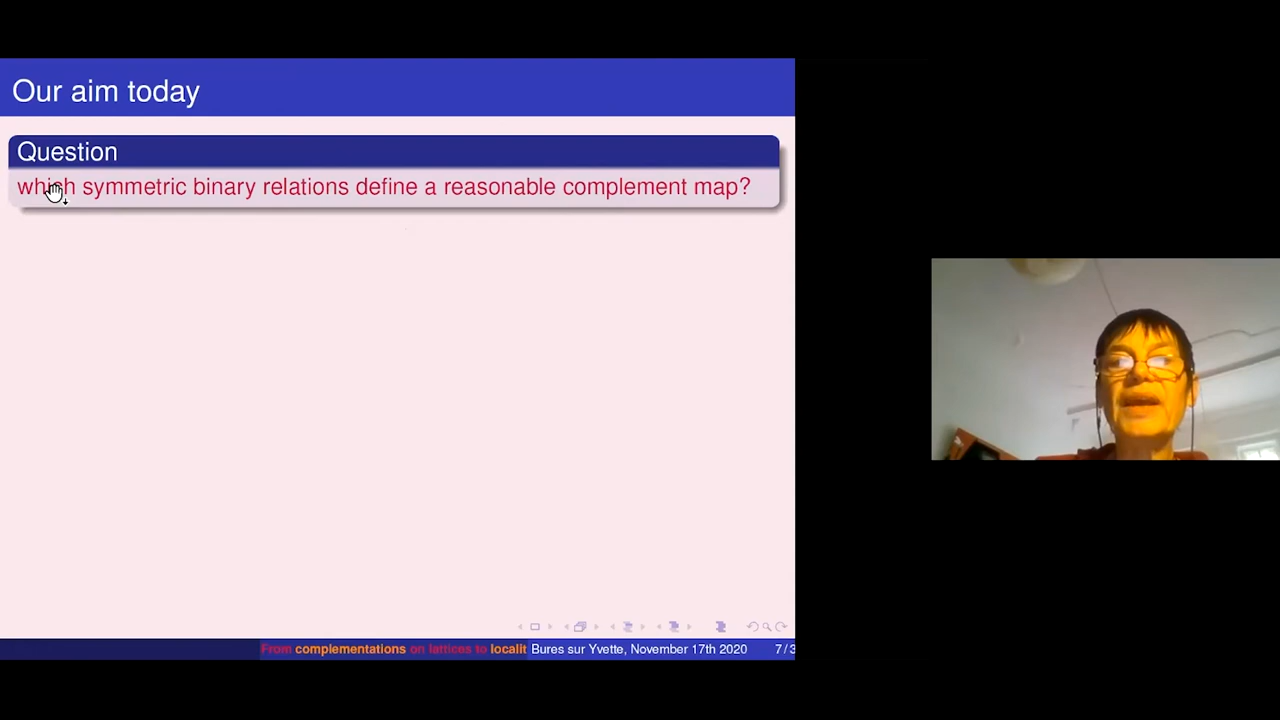 Our aim today
Question
which symmetric binary relations define a reasonable complement map?
From complementations on lattices to localit Bures sur Yvette, November 17th 2020 7 / 3